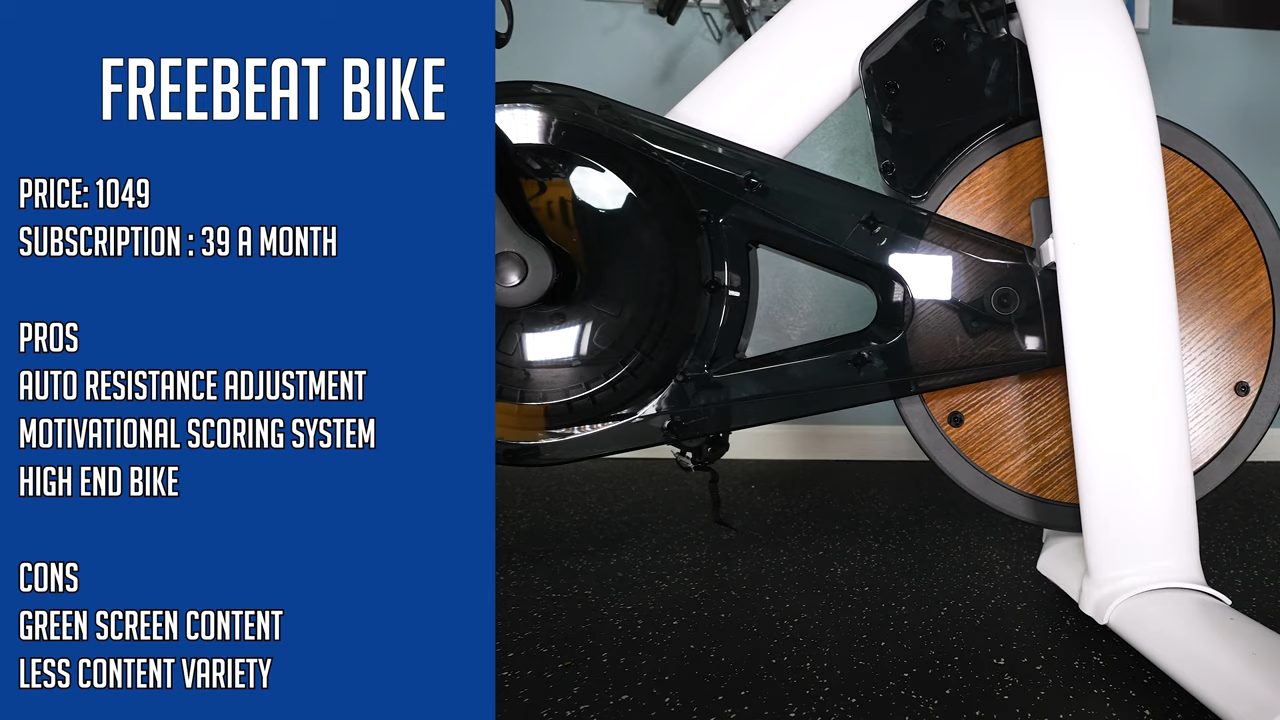 FREEBEAT BIKE
PRICE: 1049
SUBSCRIPTION : 39 A MONTH
PROS
AUTO RESISTANCE ADJUSTMENT
MOTIVATIONAL SCORING SYSTEM
HIGH END BIKE
CONS
GREEN SCREEN CONTENT
LESS CONTENT VARIETY